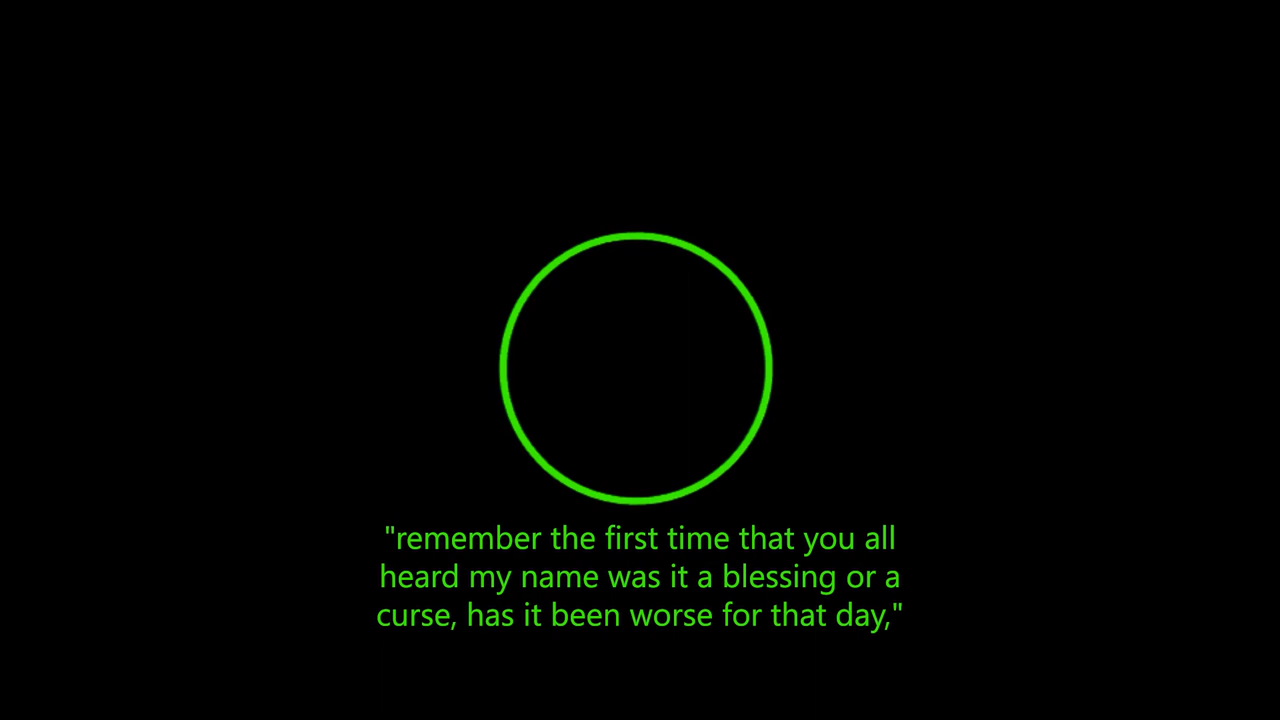 "remember the first time that you all
heard my name was it a blessing or a
curse, has it been worse for that day,"